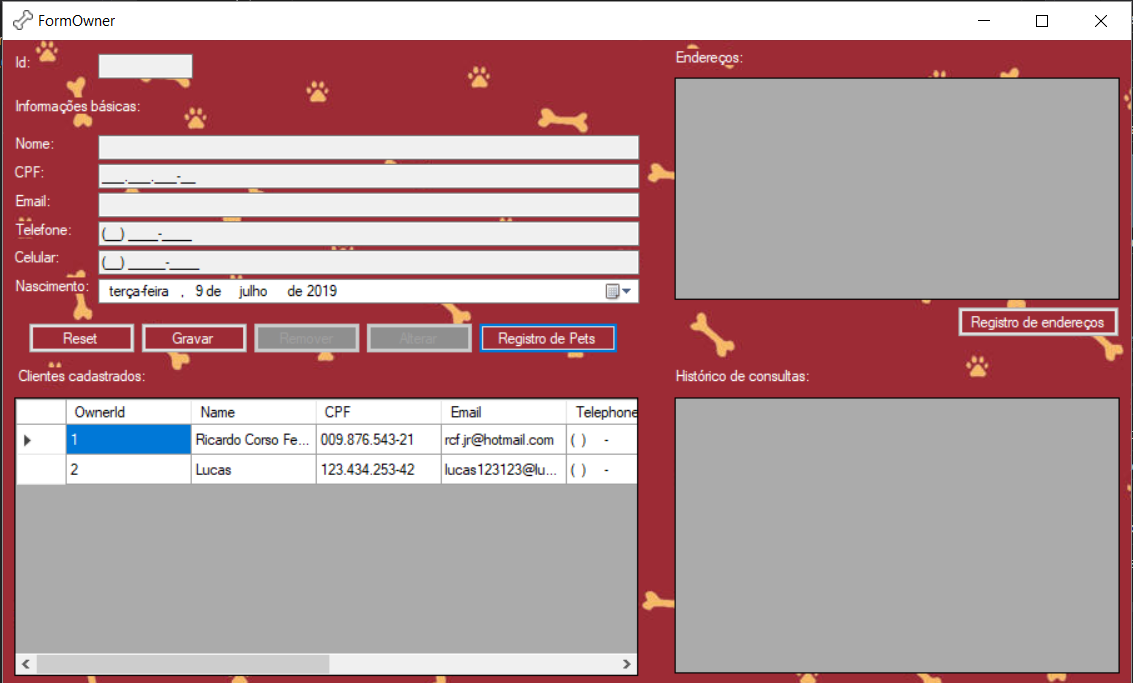 FormOwner
Id:
Informações básicas:
Nome:
CPF: ___.___.___-__
Email:
Telefone: (__) ____-____
Celular: (__) _____-____
Nascimento: terça-feira , 9 de julho de 2019
Reset Gravar Remover Alterar Registro de Pets
Clientes cadastrados:
OwnerId Name CPF Email Telephone
1 Ricardo Corso Fe... 009.876.543-21 rcf.jr@hotmail.com ( ) -
2 Lucas 123.434.253-42 lucas123123@lu... ( ) -
Endereços:
Registro de endereços
Histórico de consultas: